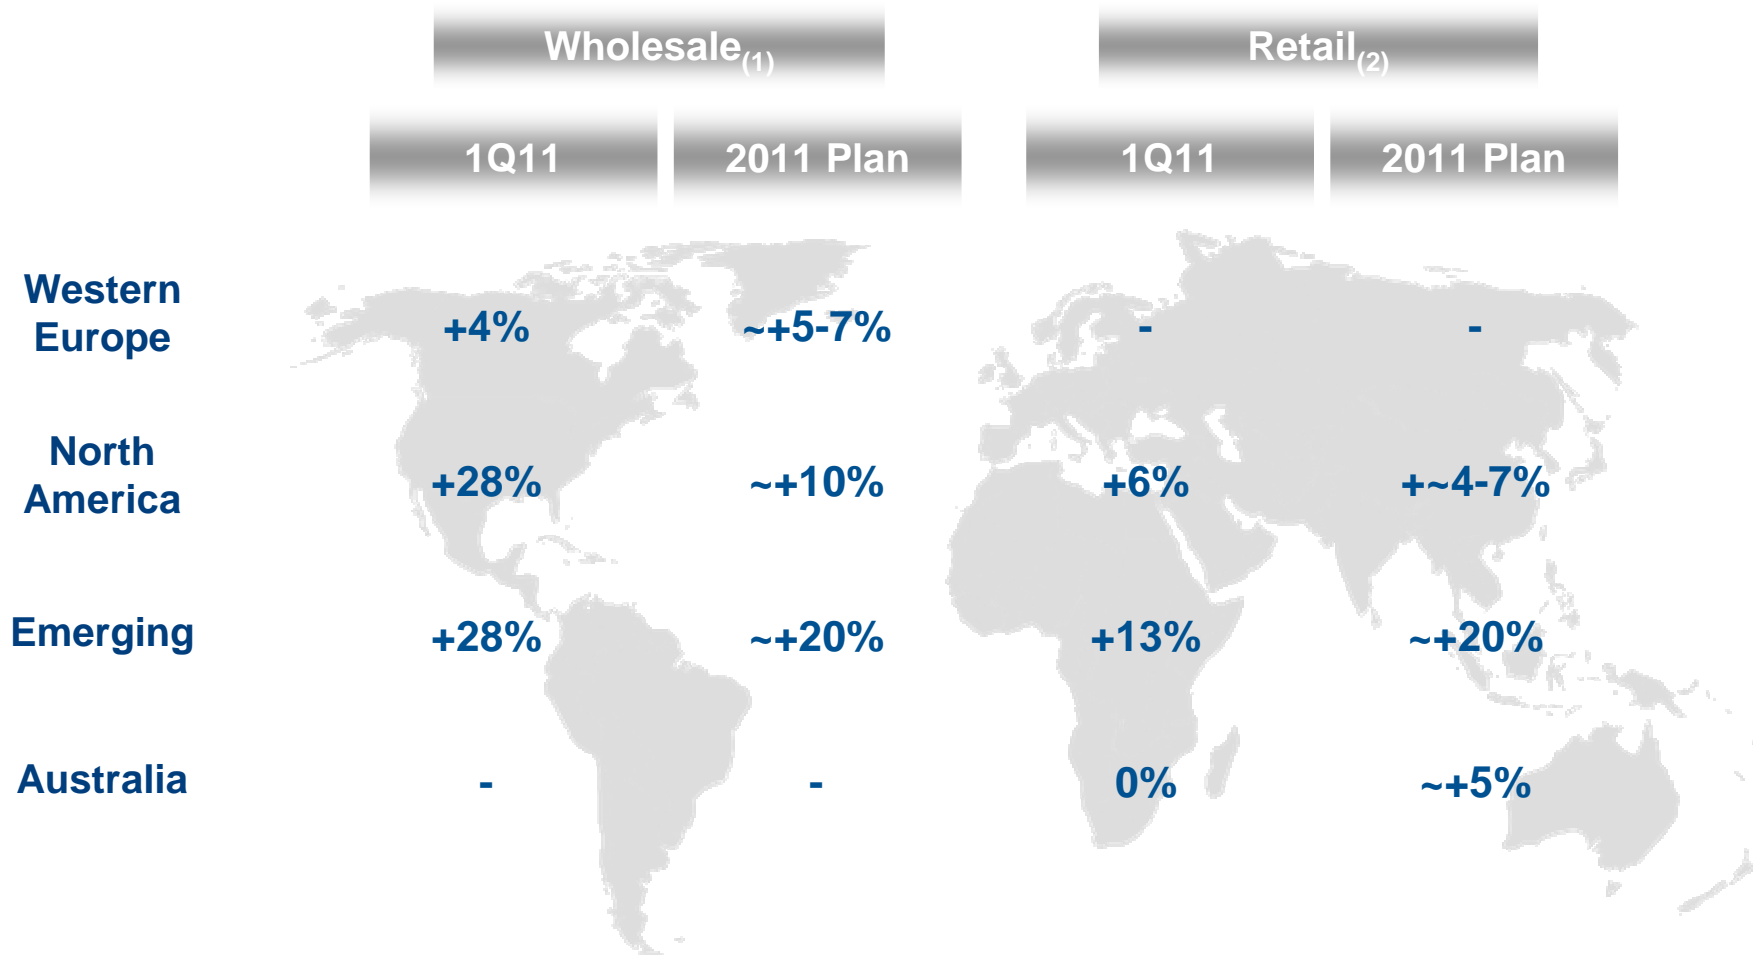 Wholesale(1) Retail(2)
1Q11 2011 Plan 1Q11 2011 Plan
Western
Europe
+4% ~+5-7% - -
North
America
+28% ~+10% +6% +~4-7%
Emerging +28% ~+20% +13% ~+20%
Australia - - 0% ~+5%